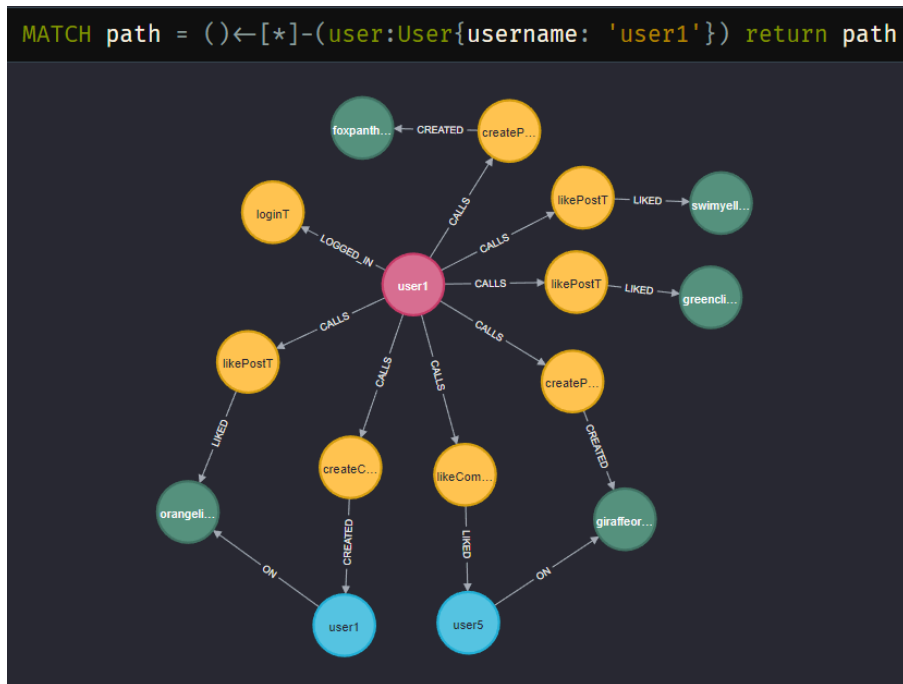 MATCH path = ()<-[*]-(user:User{username: 'user1'}) return path
foxpanth...
CREATED
createP...
loginT
LOGGED_IN
CALLS
likePostT
LIKED
swimyell...
CALLS
user1
CALLS
likePostT
LIKED
greencli...
CALLS
likePostT
CALLS
CALLS
CALLS
createP...
LIKED
CREATED
createC...
likeCom...
orangeli...
giraffeor...
CREATED
LIKED
ON
ON
user1
user5